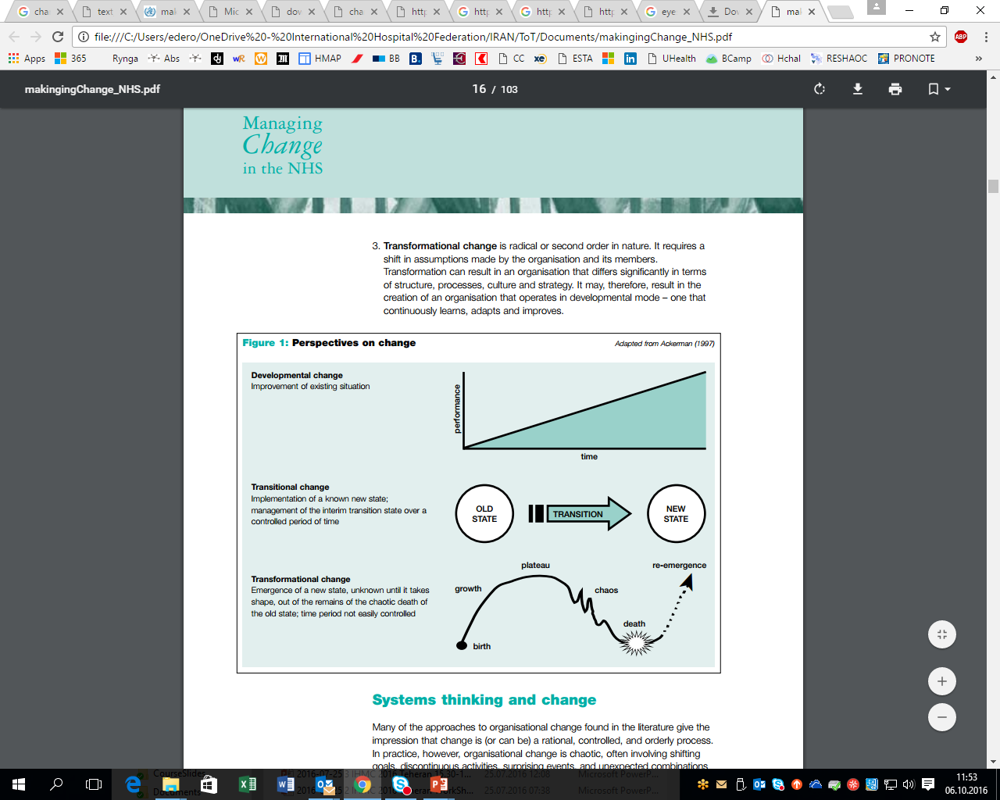 cha
text
mak
Mic
dov
cha
http
http
http
http
eye
Dov
mak
file:///C:/Users/edero/OneDrive%20-%20International%20Hospital%20Federation/IRAN/ToT/Documents/makingingChange_NHS.pdf
ABP
Apps
365
Rynga
Abs
HMAP
BB
CC
ESTA
UHealth
BCamp
Hchal
RESHAOC
PRONOTE
makingingChange_NHS.pdf
16 / 103
Managing
Change
in the NHS
3. Transformational change is radical or second order in nature. It requires a
shift in assumptions made by the organisation and its members.
Transformation can result in an organisation that differs significantly in terms
of structure, processes, culture and strategy. It may, therefore, result in the
creation of an organisation that operates in developmental mode – one that
continuously learns, adapts and improves.
Figure 1: Perspectives on change
Adapted from Ackerman (1997)
Developmental change
Improvement of existing situation
performance
time
Transitional change
Implementation of a known new state;
management of the interim transition state over a
controlled period of time
OLD
STATE
TRANSITION
NEW
STATE
Transformational change
Emergence of a new state, unknown until it takes
shape, out of the remains of the chaotic death of
the old state; time period not easily controlled
birth
growth
plateau
chaos
death
re-emergence
Systems thinking and change
Many of the approaches to organisational change found in the literature give the
impression that change is (or can be) a rational, controlled, and orderly process.
In practice, however, organisational change is chaotic, often involving shifting
goals, discontinuous activities, surprising events, and unexpected combinations
CourseSlides
Documents
25.07.2016 12:08
Microsoft PowerP...
25.07.2016 07:38
Microsoft PowerP...
11:53
06.10.2016